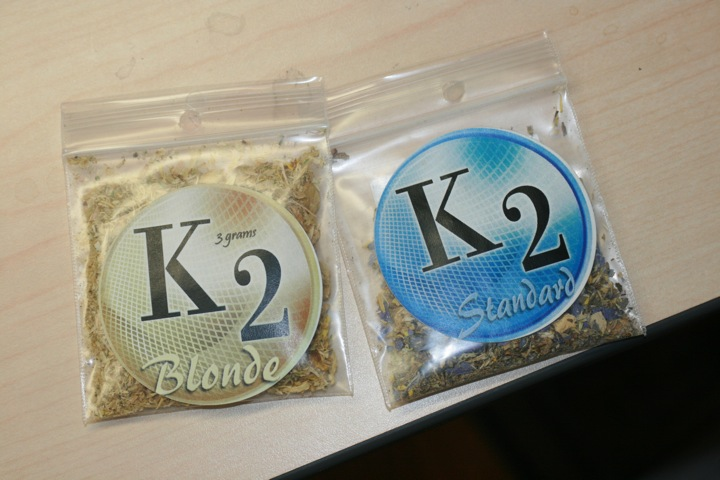 K2
3 grams
Blonde
K2
Standard